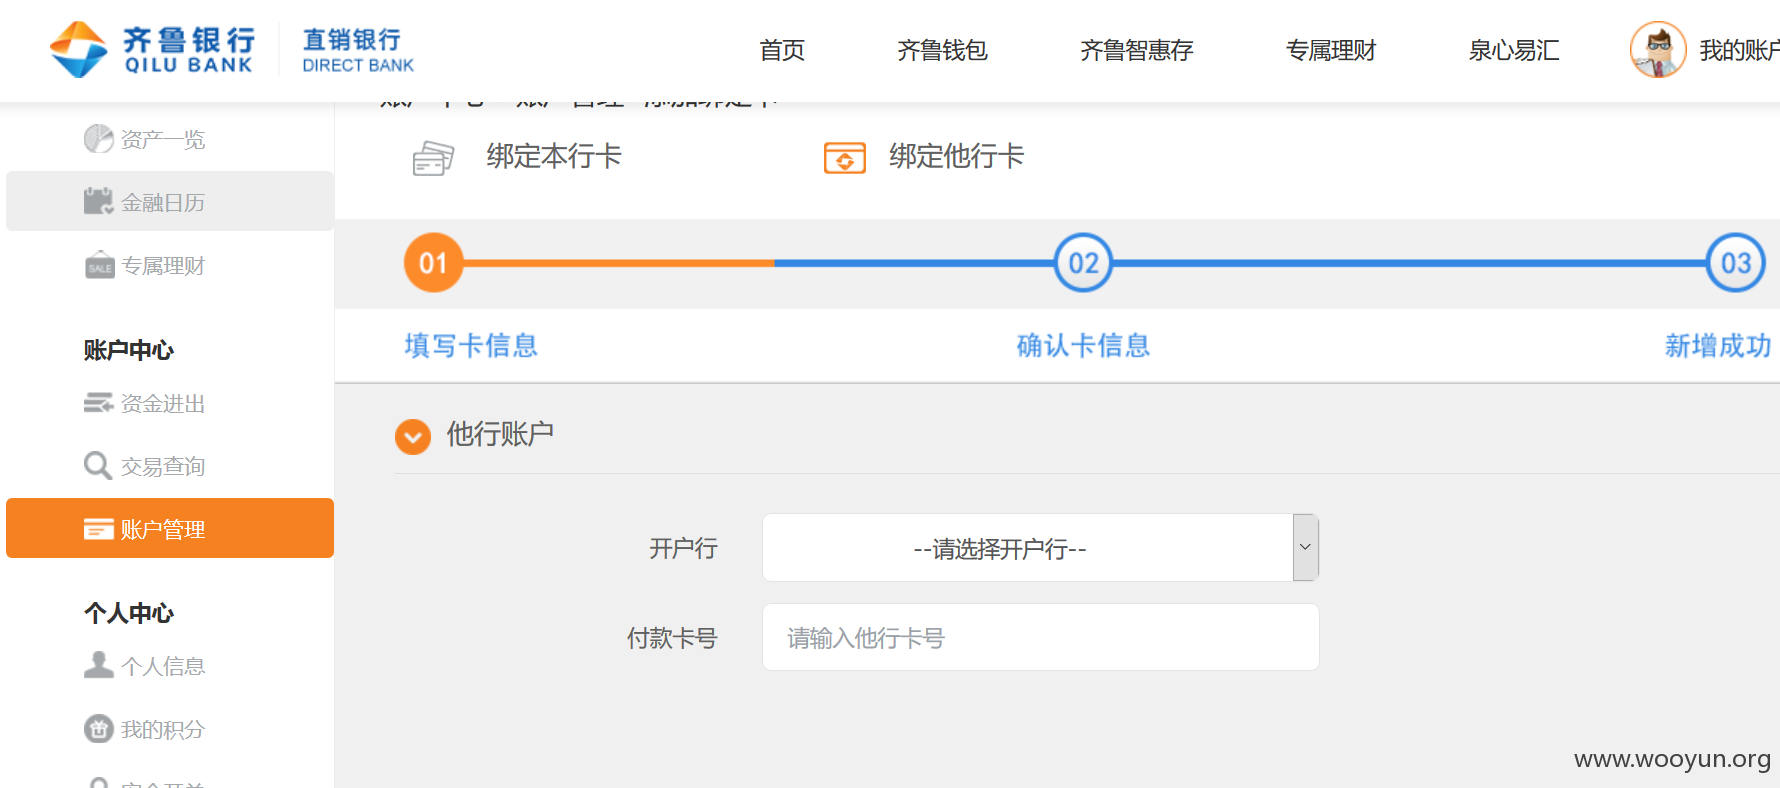 齐鲁银行
QILU BANK
直销银行
DIRECT BANK
首页
齐鲁钱包
齐鲁智惠存
专属理财
泉心易汇
我的账户
资产一览
金融日历
SALE
专属理财
账户中心
资金进出
交易查询
账户管理
个人中心
个人信息
我的积分
绑定本行卡
绑定他行卡
01
02
03
填写卡信息
确认卡信息
新增成功
他行账户
开户行
--请选择开户行--
付款卡号
请输入他行卡号
www.wooyun.org